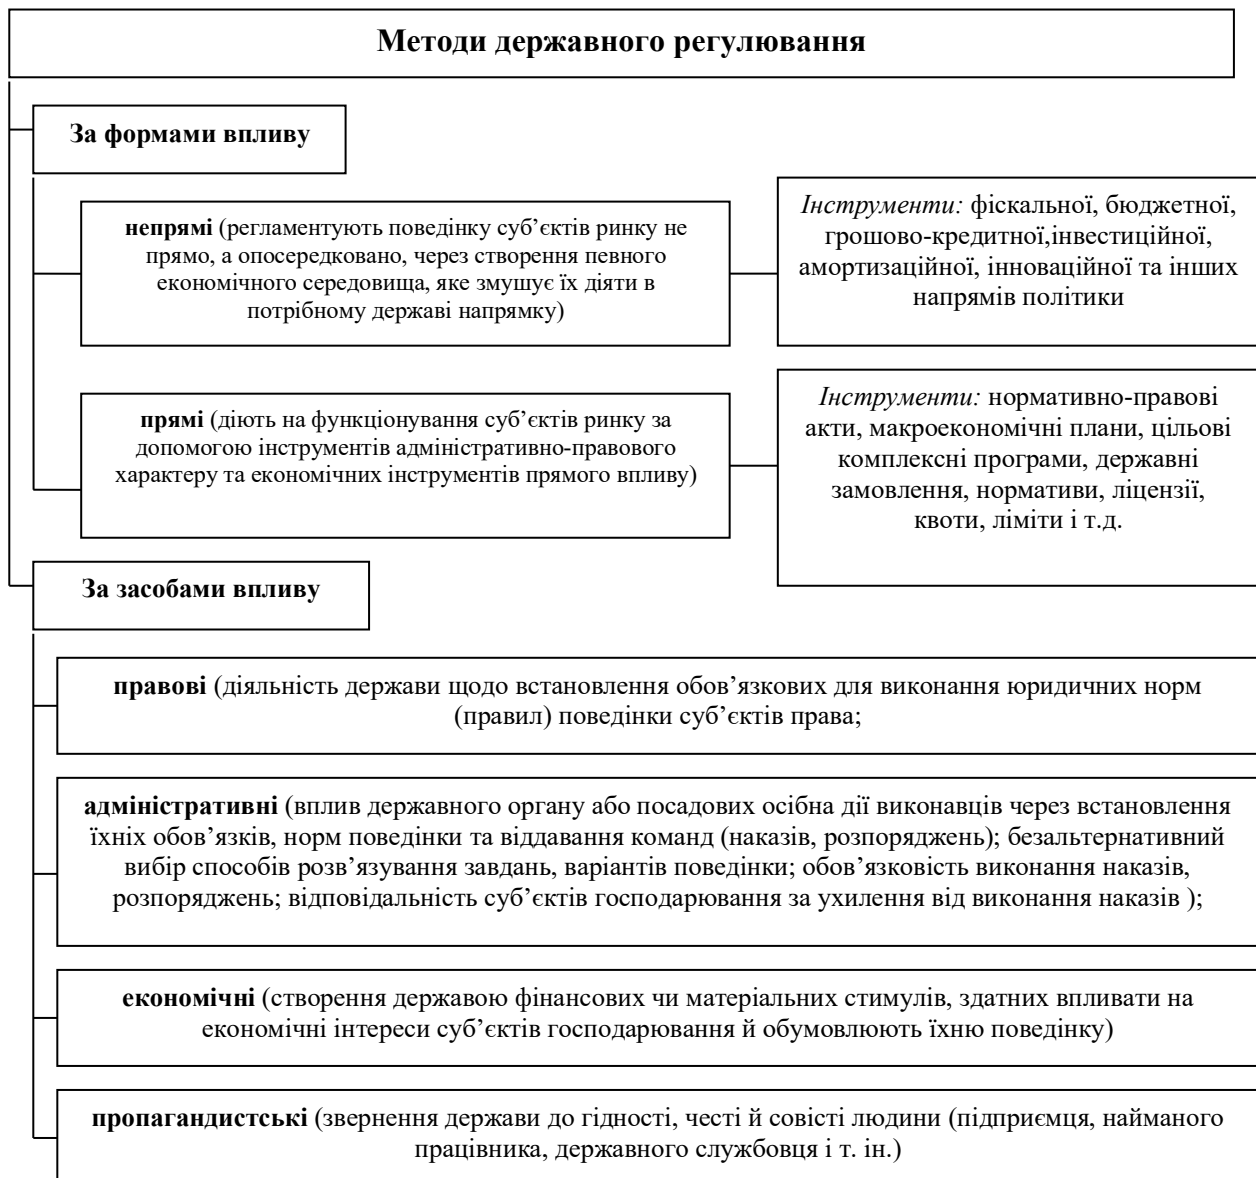 Методи державного регулювання
За формами впливу
непрямі (регламентують поведінку суб’єктів ринку не
прямо, а опосередковано, через створення певного
економічного середовища, яке змушує їх діяти в
потрібному державі напрямку)
Інструменти: фіскальної, бюджетної,
грошово-кредитної,інвестиційної,
амортизаційної, інноваційної та інших
напрямів політики
прямі (діють на функціонування суб’єктів ринку за
допомогою інструментів адміністративно-правового
характеру та економічних інструментів прямого впливу)
Інструменти: нормативно-правові
акти, макроекономічні плани, цільові
комплексні програми, державні
замовлення, нормативи, ліцензії,
квоти, ліміти і т.д.
За засобами впливу
правові (діяльність держави щодо встановлення обов’язкових для виконання юридичних норм
(правил) поведінки суб’єктів права;
адміністративні (вплив державного органу або посадових осібна дії виконавців через встановлення
їхніх обов’язків, норм поведінки та віддавання команд (наказів, розпоряджень); безальтернативний
вибір способів розв’язування завдань, варіантів поведінки; обов’язковість виконання наказів,
розпоряджень; відповідальність суб’єктів господарювання за ухилення від виконання наказів );
економічні (створення державою фінансових чи матеріальних стимулів, здатних впливати на
економічні інтереси суб’єктів господарювання й обумовлюють їхню поведінку)
пропагандистські (звернення держави до гідності, честі й совісті людини (підприємця, найманого
працівника, державного службовця і т. ін.)